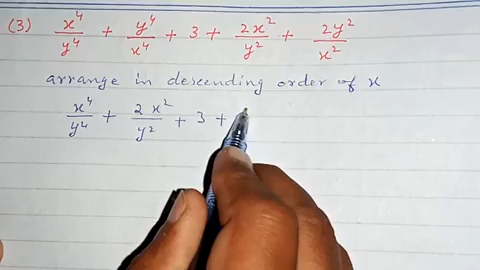 (3) x⁴/y⁴ + y⁴/x⁴ + 3 + 2x²/y² + 2y²/x²
arrange in descending order of x
x⁴/y⁴ + 2x²/y² + 3 +